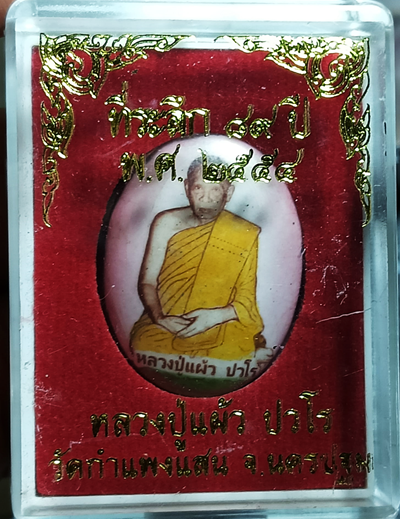 ที่ระลึก ๘๙ ปี
พ.ศ. ๒๕๕๔
หลวงปู่แผ้ว ปวโร
หลวงปู่แผ้ว ปวโร
วัดกำแพงแสน จ.นครปฐม